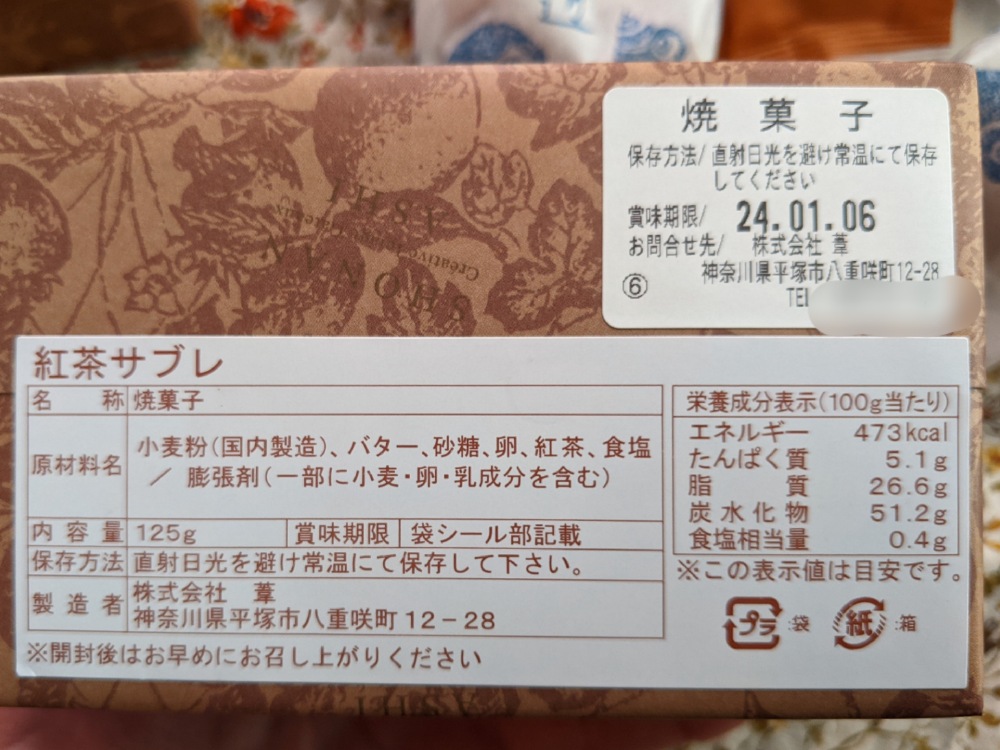 焼菓子
保存方法/直射日光を避け常温にて保存
してください
賞味期限/ 24.01.06
お問合せ先/ 株式会社 葦
神奈川県平塚市八重咲町12-28
⑥ TEL
SHONAN
Creative
ASHI
紅茶サブレ
名称 焼菓子
原材料名 小麦粉(国内製造)、バター、砂糖、卵、紅茶、食塩
/ 膨張剤(一部に小麦・卵・乳成分を含む)
内容量 125g 賞味期限 袋シール部記載
保存方法 直射日光を避け常温にて保存して下さい。
製造者 株式会社 葦
神奈川県平塚市八重咲町12-28
※開封後はお早めにお召し上がりください
栄養成分表示(100g当たり)
エネルギー 473kcal
たんぱく質 5.1g
脂質 26.6g
炭水化物 51.2g
食塩相当量 0.4g
※この表示値は目安です。
プラ :袋 紙 :箱
ASHI